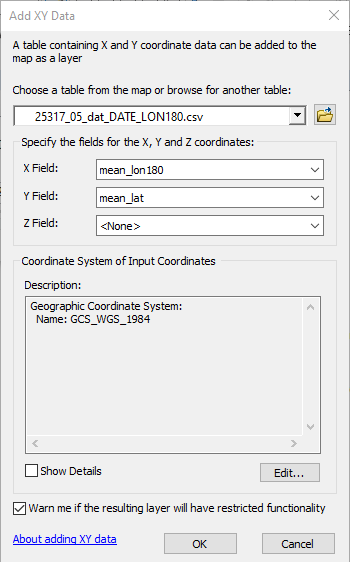 Add XY Data
A table containing X and Y coordinate data can be added to the
map as a layer
Choose a table from the map or browse for another table:
25317_05_dat_DATE_LON180.csv
Specify the fields for the X, Y and Z coordinates:
X Field: mean_lon180
Y Field: mean_lat
Z Field: <None>
Coordinate System of Input Coordinates
Description:
Geographic Coordinate System:
Name: GCS_WGS_1984
Show Details Edit...
Warn me if the resulting layer will have restricted functionality
About adding XY data OK Cancel